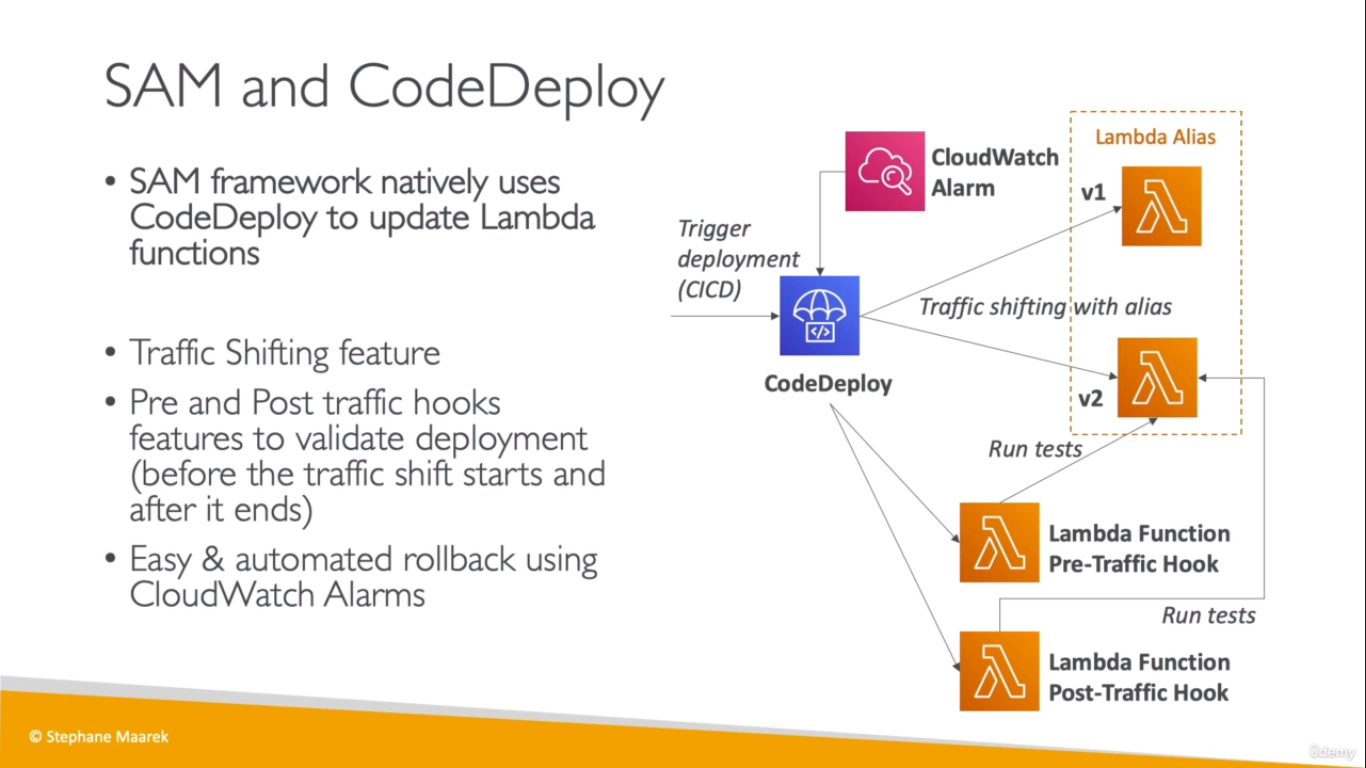 SAM and CodeDeploy
• SAM framework natively uses
CodeDeploy to update Lambda
functions
• Traffic Shifting feature
• Pre and Post traffic hooks
features to validate deployment
(before the traffic shift starts and
after it ends)
• Easy & automated rollback using
CloudWatch Alarms
Trigger
deployment
(CICD)
CloudWatch
Alarm
CodeDeploy
Lambda Alias
v1
Traffic shifting with alias
v2
Run tests
Lambda Function
Pre-Traffic Hook
Run tests
Lambda Function
Post-Traffic Hook
© Stephane Maarek
ûdemy